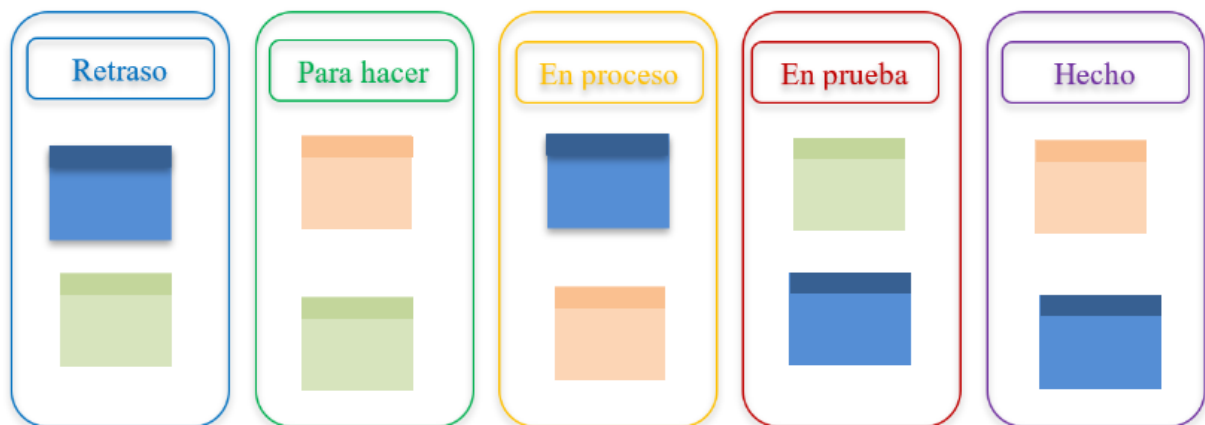 Retraso
Para hacer
En proceso
En prueba
Hecho